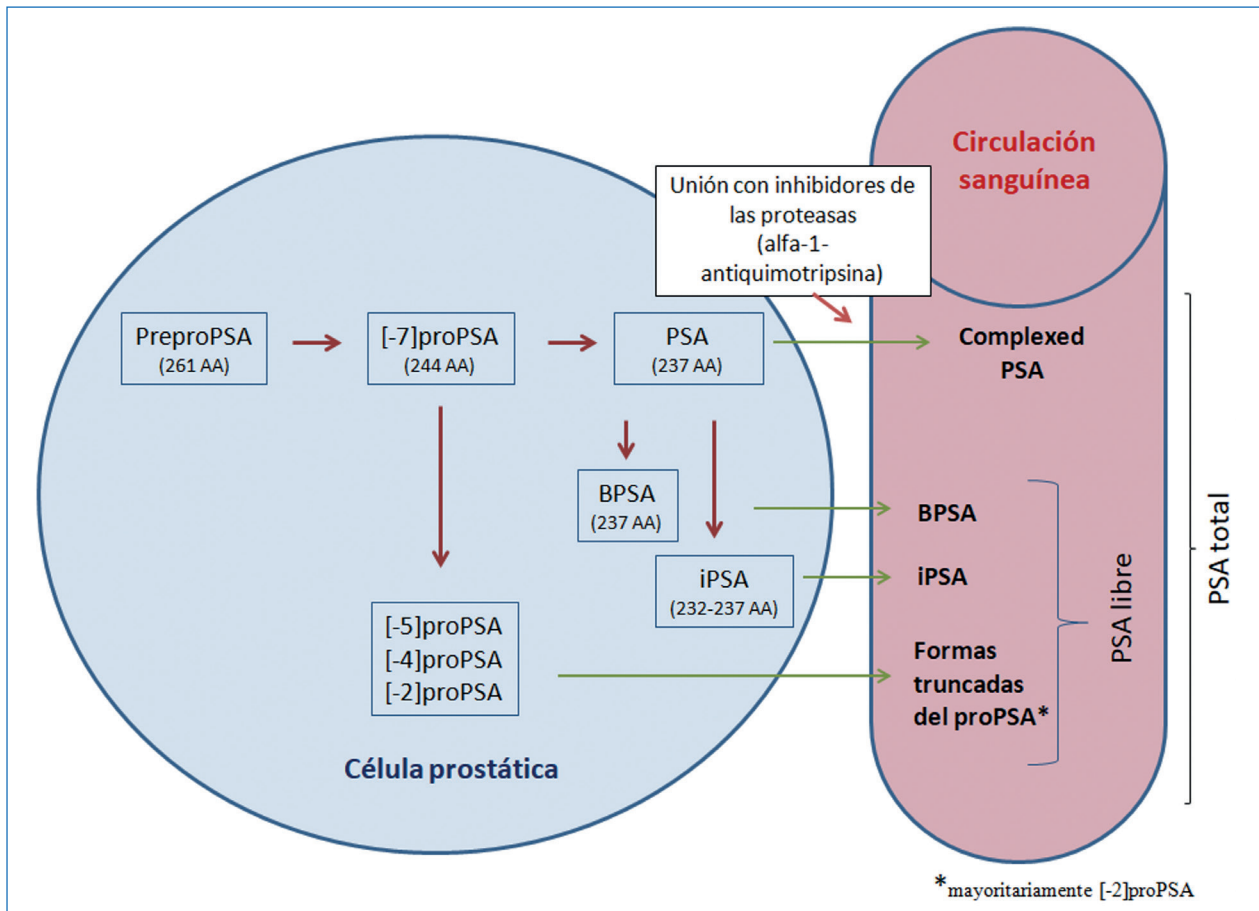 Circulación
sanguínea
Unión con inhibidores de
las proteasas
(alfa-1-
antiquimotripsina)
PreproPSA
(261 AA)
[-7]proPSA
(244 AA)
PSA
(237 AA)
Complexed
PSA
BPSA
(237 AA)
BPSA
iPSA
(232-237 AA)
iPSA
[-5]proPSA
[-4]proPSA
[-2]proPSA
Formas
truncadas
del proPSA*
PSA libre
PSA total
Célula prostática
*mayoritariamente [-2]proPSA